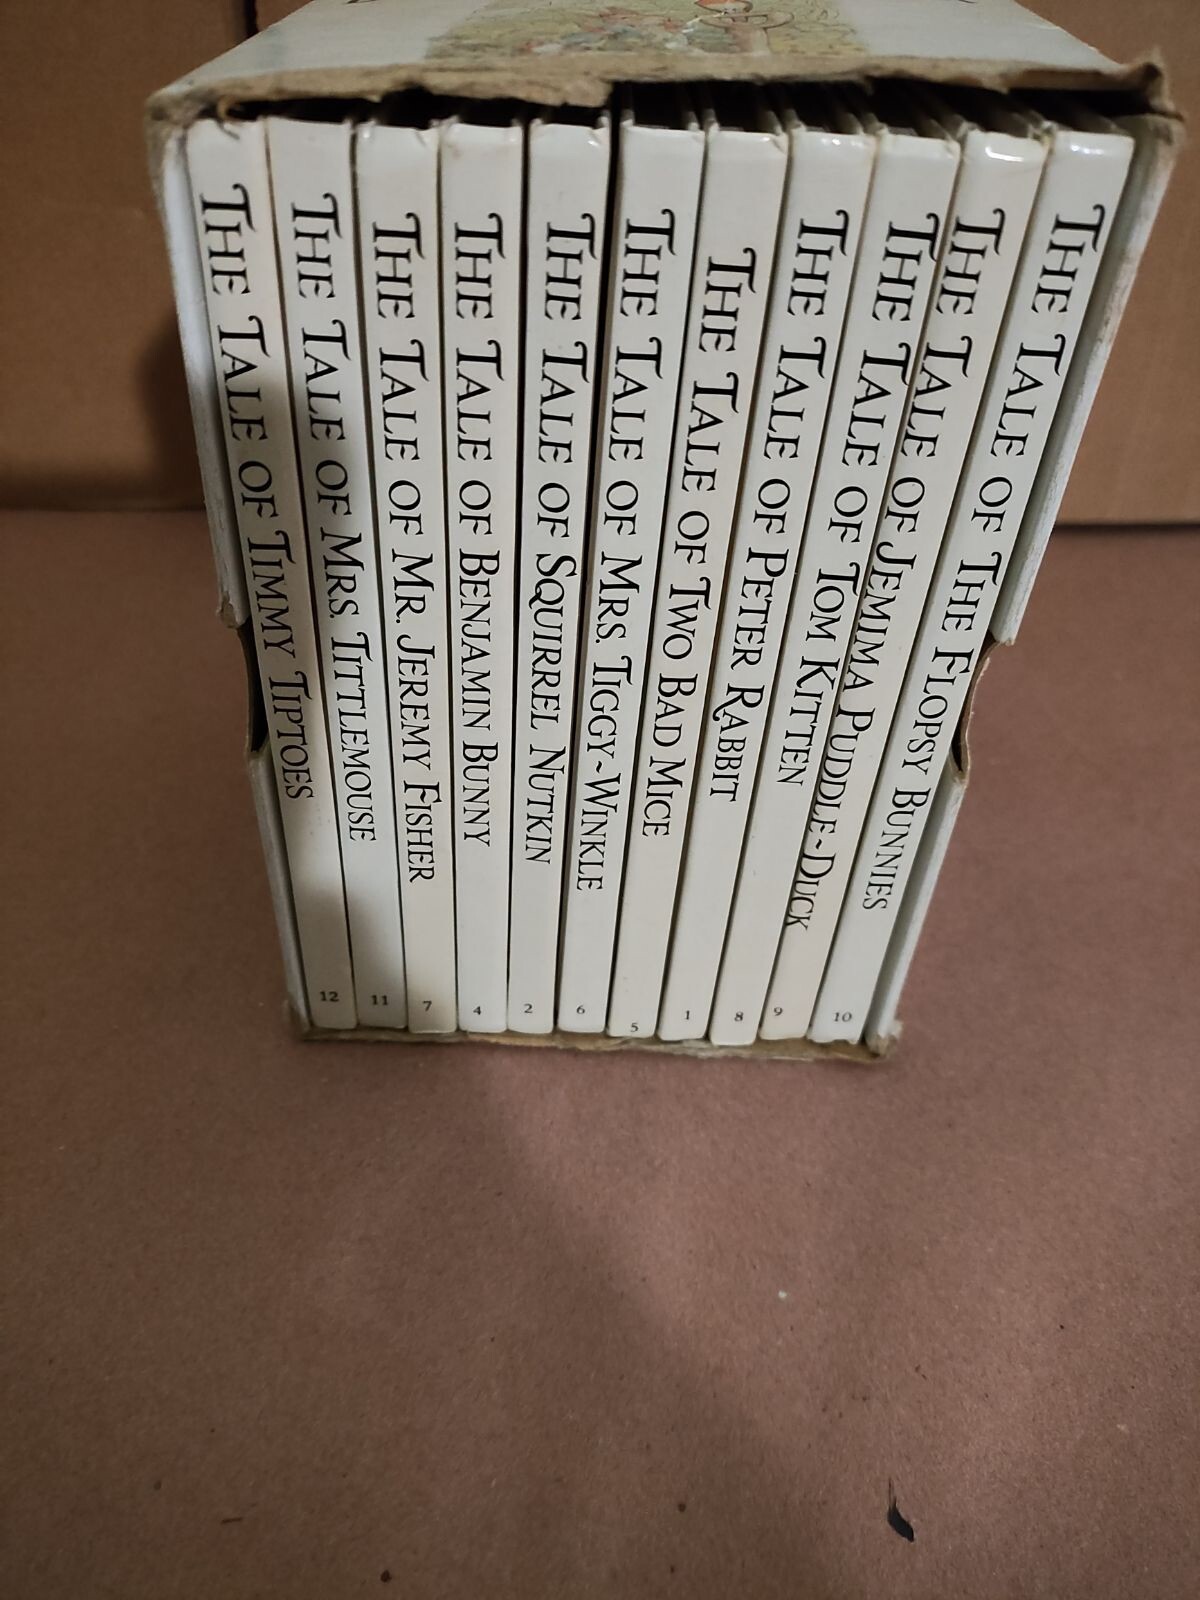 THE TALE OF TIMMY TIPTOES
12
THE TALE OF MRS. TITTLEMOUSE
11
THE TALE OF MR. JEREMY FISHER
7
THE TALE OF BENJAMIN BUNNY
4
THE TALE OF SQUIRREL NUTKIN
2
THE TALE OF MRS. TIGGY~WINKLE
6
THE TALE OF TWO BAD MICE
5
THE TALE OF PETER RABBIT
1
THE TALE OF TOM KITTEN
8
THE TALE OF JEMIMA PUDDLE~DUCK
9
THE TALE OF THE FLOPSY BUNNIES
10